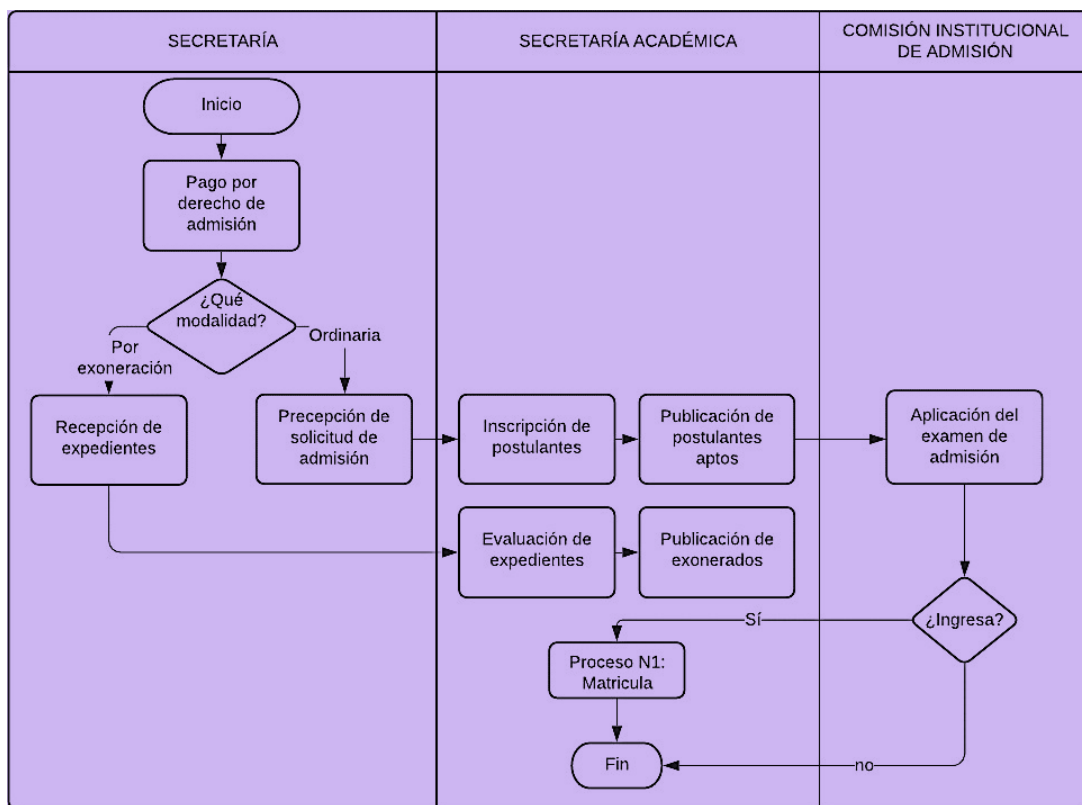 SECRETARÍA
SECRETARÍA ACADÉMICA
COMISIÓN INSTITUCIONAL
DE ADMISIÓN
Inicio
Pago por
derecho de
admisión
¿Qué
modalidad?
Por
exoneración
Ordinaria
Recepción de
expedientes
Precepción de
solicitud de
admisión
Inscripción de
postulantes
Publicación de
postulantes
aptos
Aplicación del
examen de
admisión
Evaluación de
expedientes
Publicación de
exonerados
¿Ingresa?
Sí
Proceso N1:
Matricula
Fin
no